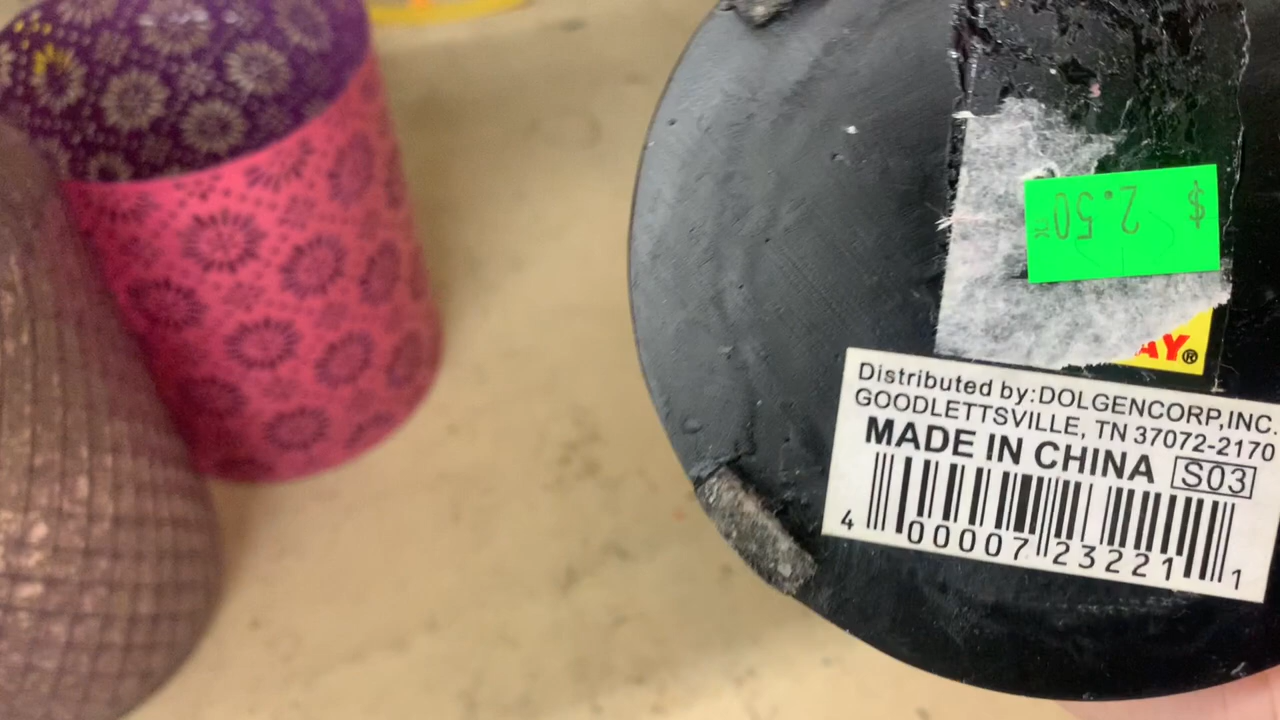 $ 2.50
AY®
Distributed by:DOLGENCORP,INC.
GOODLETTSVILLE, TN 37072-2170
MADE IN CHINA S03
4 00007 23221 1